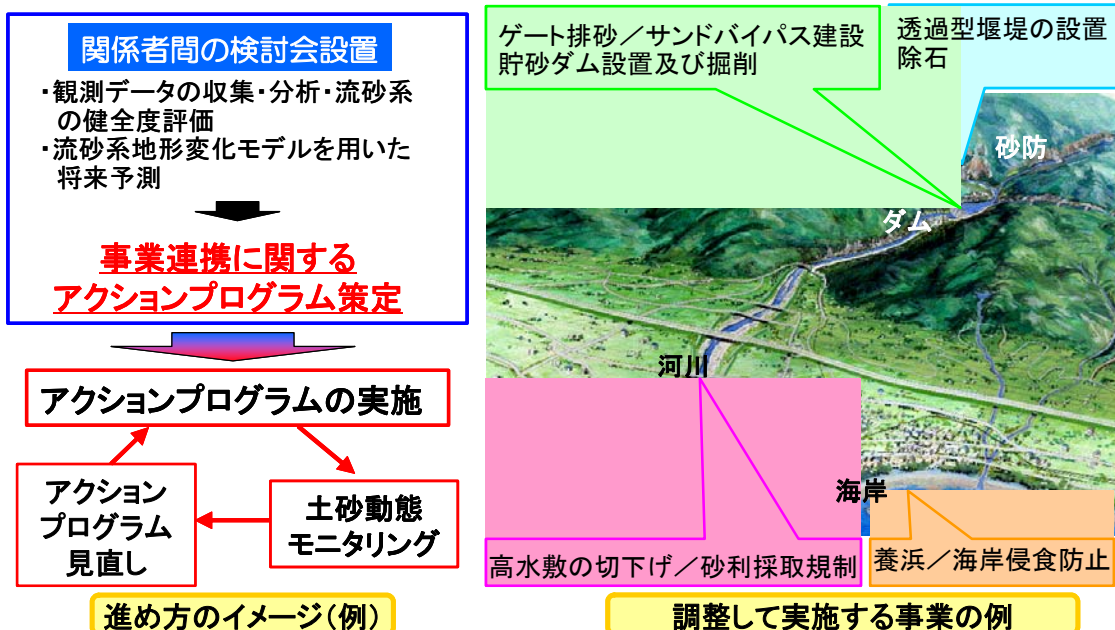 関係者間の検討会設置
・観測データの収集・分析・流砂系
の健全度評価
・流砂系地形変化モデルを用いた
将来予測
事業連携に関する
アクションプログラム策定
アクションプログラムの実施
アクション
プログラム
見直し
土砂動態
モニタリング
進め方のイメージ（例）
ゲート排砂／サンドバイパス建設
貯砂ダム設置及び掘削
透過型堰堤の設置
除石
砂防
ダム
河川
海岸
高水敷の切下げ／砂利採取規制
養浜／海岸侵食防止
調整して実施する事業の例